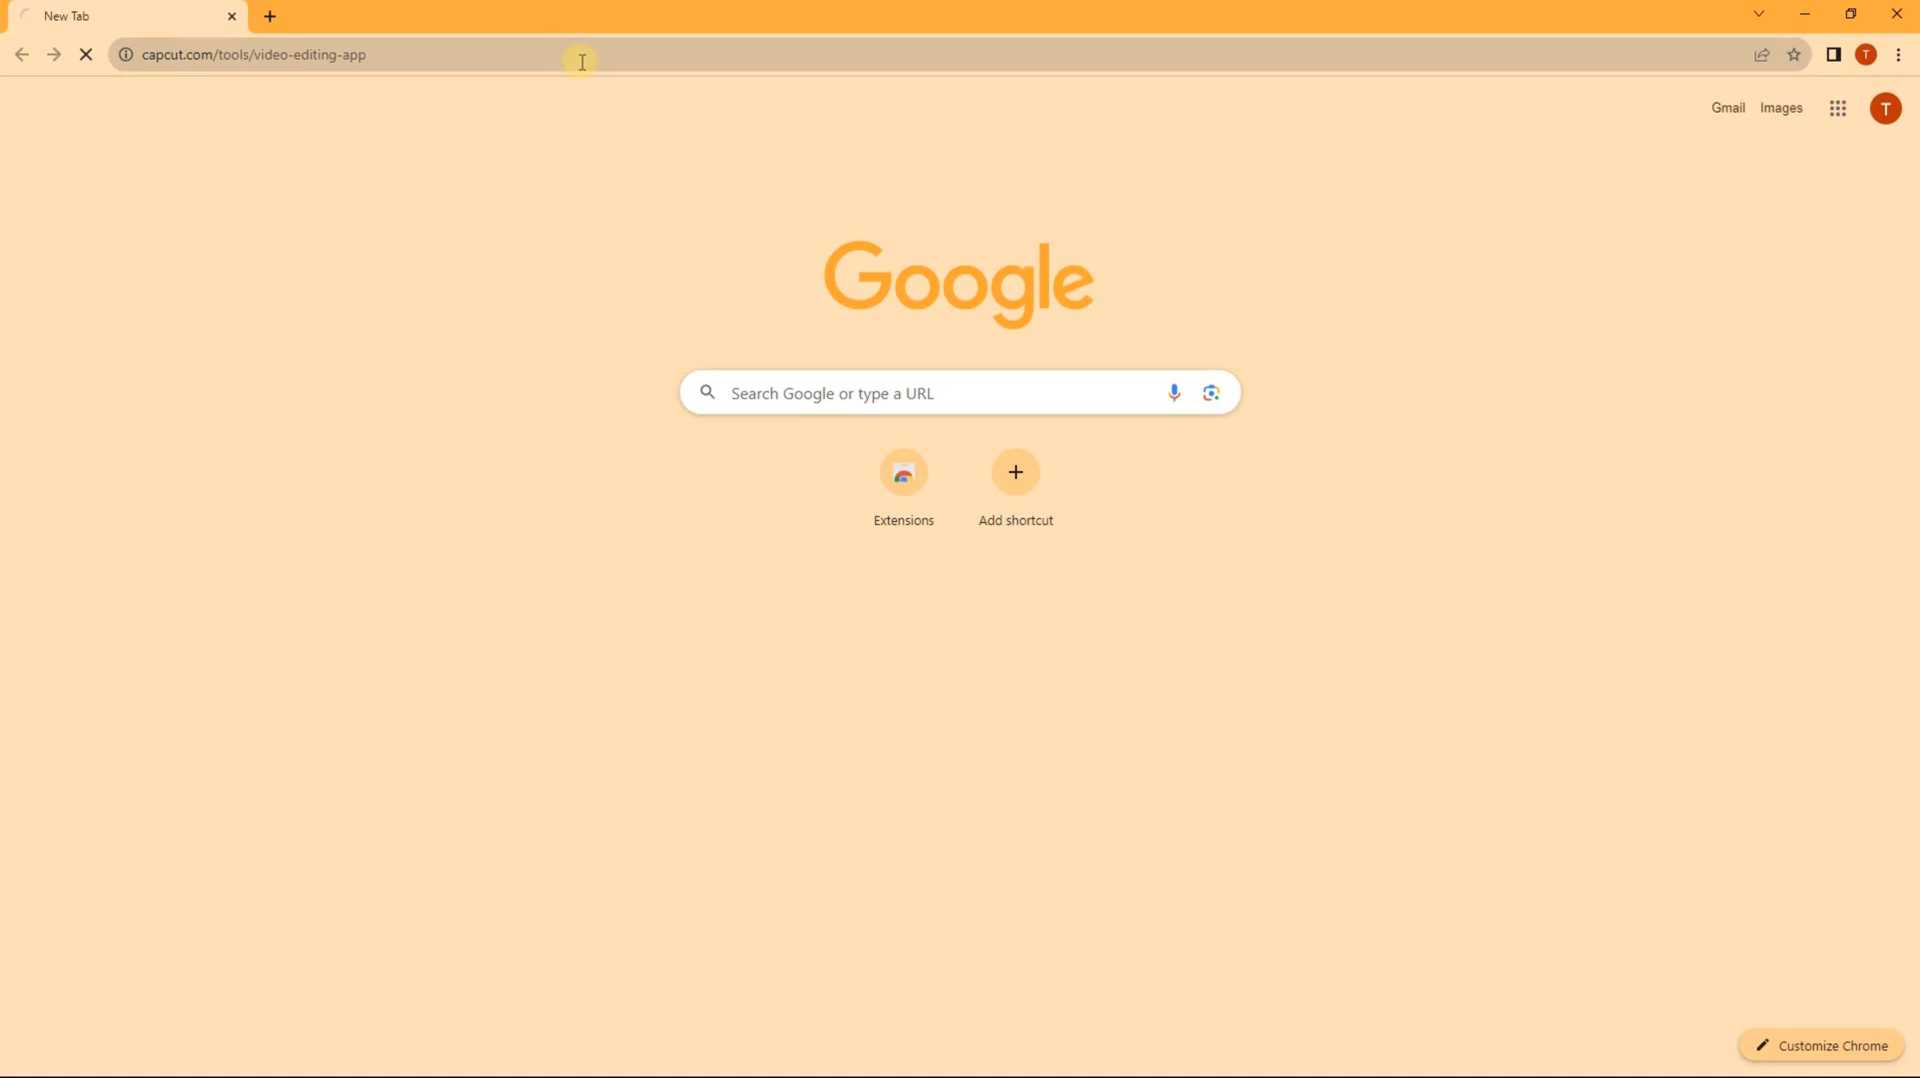 New Tab
capcut.com/tools/video-editing-app
Gmail Images T
Google
Search Google or type a URL
Extensions Add shortcut
Customize Chrome